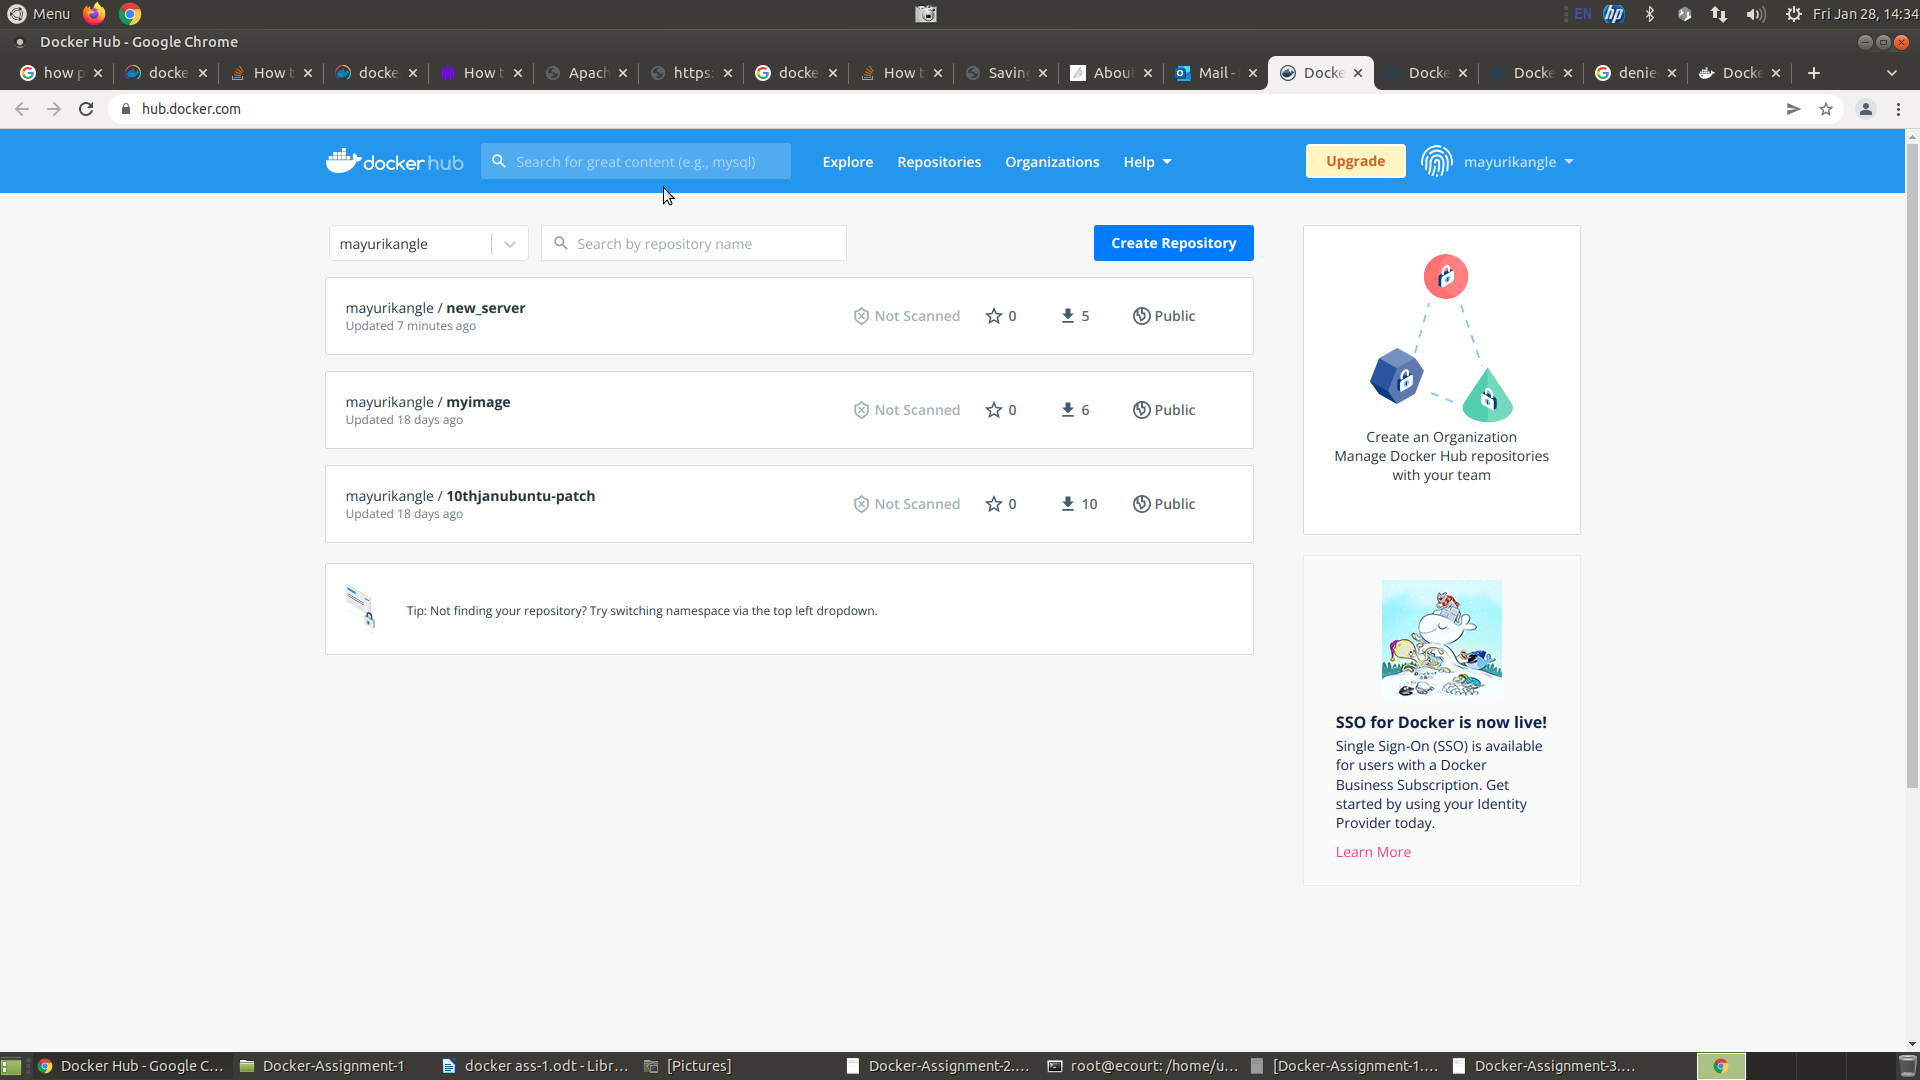 Menu
EN
hp
Fri Jan 28, 14:34
Docker Hub - Google Chrome
how p
docke
How t
docke
How t
Apach
https:
docke
How t
Saving
About
Mail -
Docke
Docke
Docke
denie
Docke
hub.docker.com
docker hub
Search for great content (e.g., mysql)
Explore
Repositories
Organizations
Help
Upgrade
mayurikangle
mayurikangle
Search by repository name
Create Repository
mayurikangle / new_server
Updated 7 minutes ago
Not Scanned
0
5
Public
mayurikangle / myimage
Updated 18 days ago
Not Scanned
0
6
Public
mayurikangle / 10thjanubuntu-patch
Updated 18 days ago
Not Scanned
0
10
Public
Tip: Not finding your repository? Try switching namespace via the top left dropdown.
Create an Organization
Manage Docker Hub repositories
with your team
SSO for Docker is now live!
Single Sign-On (SSO) is available
for users with a Docker
Business Subscription. Get
started by using your Identity
Provider today.
Learn More
Docker Hub - Google C...
Docker-Assignment-1
docker ass-1.odt - Libr...
[Pictures]
Docker-Assignment-2....
root@ecourt: /home/u...
[Docker-Assignment-1....
Docker-Assignment-3....